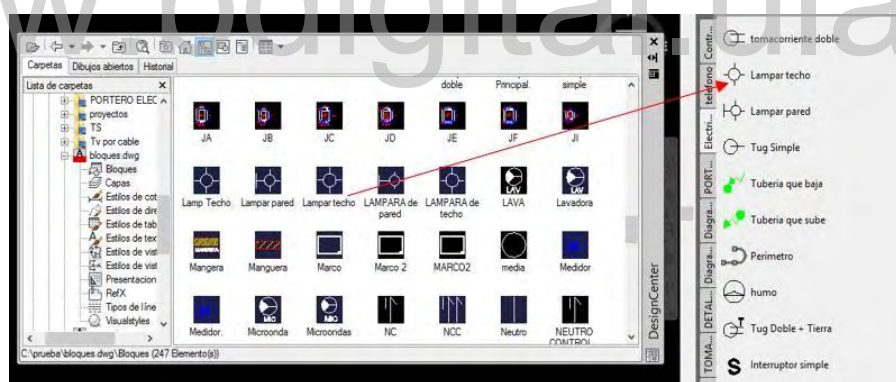 Carpetas Dibujos abiertos Historial
Lista de carpetas
PORTERO ELEC
proyectos
TS
Tv por cable
bloques.dwg
Bloques
Capas
Estilos de cot
Estilos de dire
Estilos de tab
Estilos de tex
Estilos de vist
Estilos de vist
Presentacion
RefX
Tipos de líne
Visualstyles
doble Principal. simple
JA JB JC JD JE JF JI
Lamp Techo Lampar pared Lampar techo LAMPARA de pared LAMPARA de techo LAVA Lavadora
LAV LAV
Mangera Manguera Marco Marco 2 MARCO2 media Medidor
MIC MIC
Medidor. Microonda Microondas NC NCC Neutro NEUTRO CONTROL
C:\prueba\bloques.dwg\Bloques (247 Elemento(s))
DesignCenter
Contr...
telefono
Electri...
PORT...
Diagra...
Diagra...
DETAL...
TOMA...
tomacorriente doble
Lampar techo
Lampar pared
Tug Simple
Tuberia que baja
Tuberia que sube
Perimetro
humo
Tug Doble + Tierra
S Interruptor simple